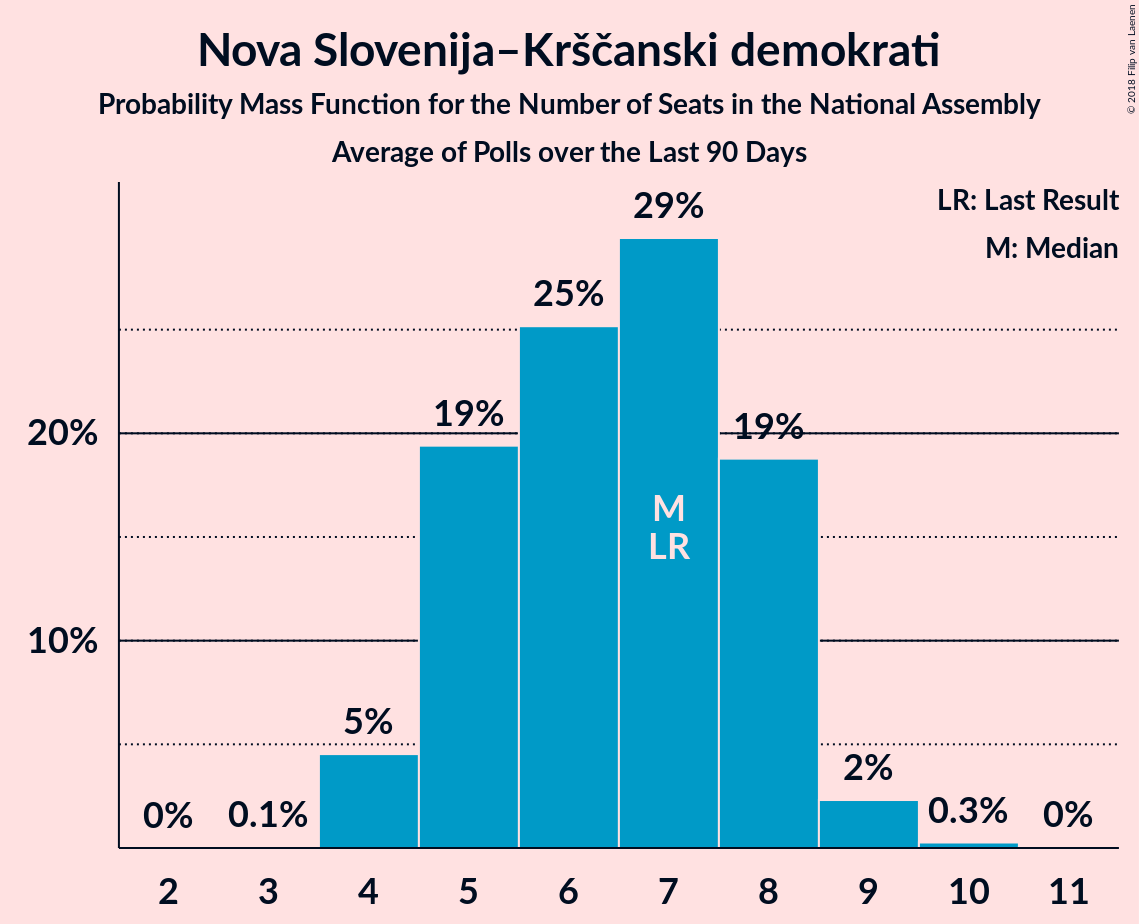 Nova Slovenija–Krščanski demokrati
Probability Mass Function for the Number of Seats in the National Assembly
Average of Polls over the Last 90 Days
© 2018 Filip van Laenen
LR: Last Result
M: Median
29%
25%
19%
19%
5%
2%
0%
0.1%
0.3%
0%
20%
10%
M
LR
2 3 4 5 6 7 8 9 10 11